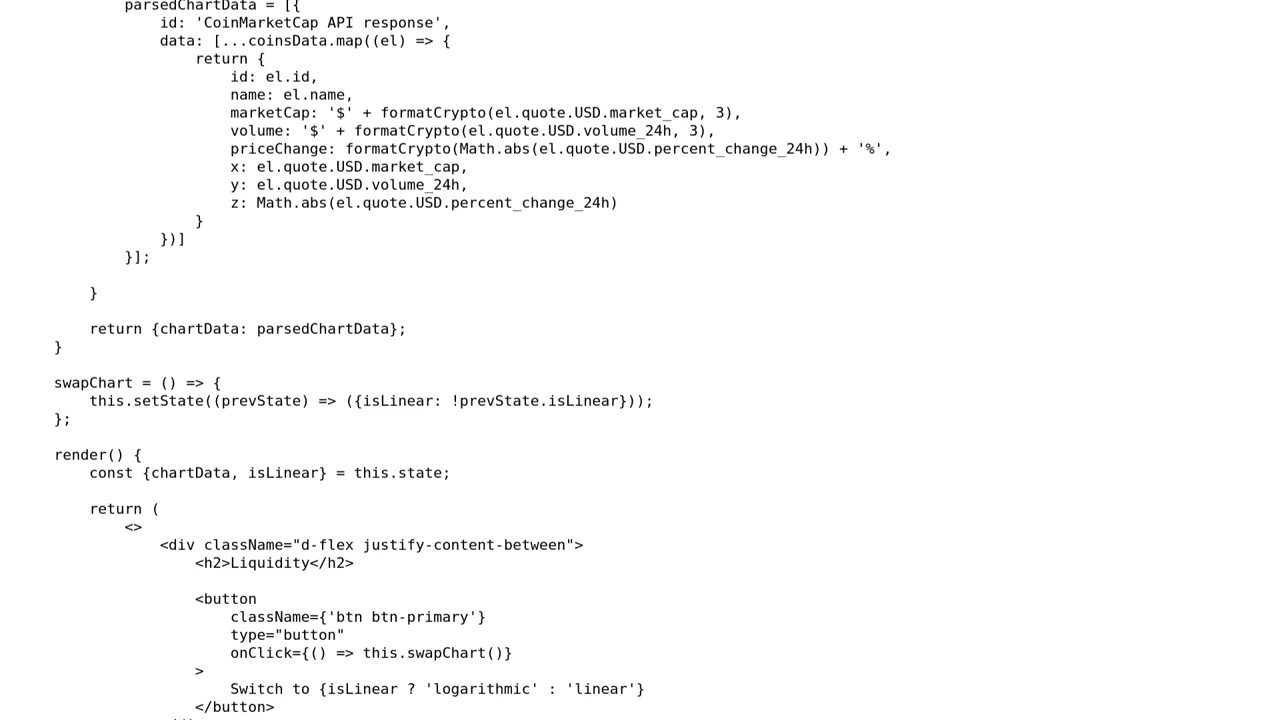 parsedChartData = [{
id: 'CoinMarketCap API response',
data: [...coinsData.map((el) => {
return {
id: el.id,
name: el.name,
marketCap: '$' + formatCrypto(el.quote.USD.market_cap, 3),
volume: '$' + formatCrypto(el.quote.USD.volume_24h, 3),
priceChange: formatCrypto(Math.abs(el.quote.USD.percent_change_24h)) + '%',
x: el.quote.USD.market_cap,
y: el.quote.USD.volume_24h,
z: Math.abs(el.quote.USD.percent_change_24h)
}
})]
}];
}
return {chartData: parsedChartData};
}
swapChart = () => {
this.setState((prevState) => ({isLinear: !prevState.isLinear}));
};
render() {
const {chartData, isLinear} = this.state;
return (
<>
<div className="d-flex justify-content-between">
<h2>Liquidity</h2>
<button
className={'btn btn-primary'}
type="button"
onClick={() => this.swapChart()}
>
Switch to {isLinear ? 'logarithmic' : 'linear'}
</button>